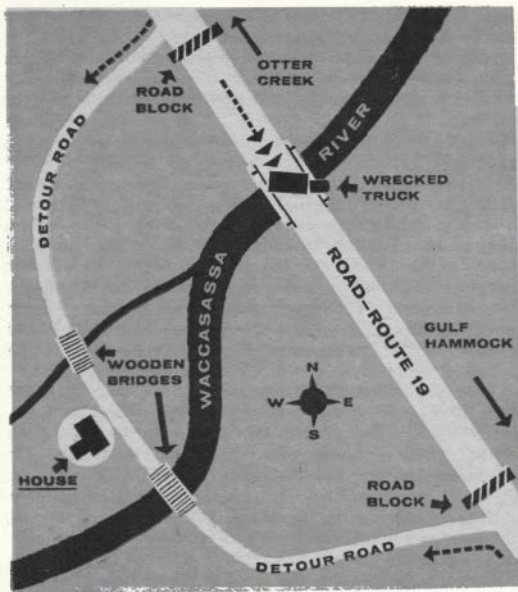 OTTER
CREEK
ROAD
BLOCK
RIVER
WRECKED
TRUCK
DETOUR ROAD
WACCASASSA
ROAD-ROUTE 19
GULF
HAMMOCK
WOODEN
BRIDGES
N
W E
S
HOUSE
ROAD
BLOCK
DETOUR ROAD